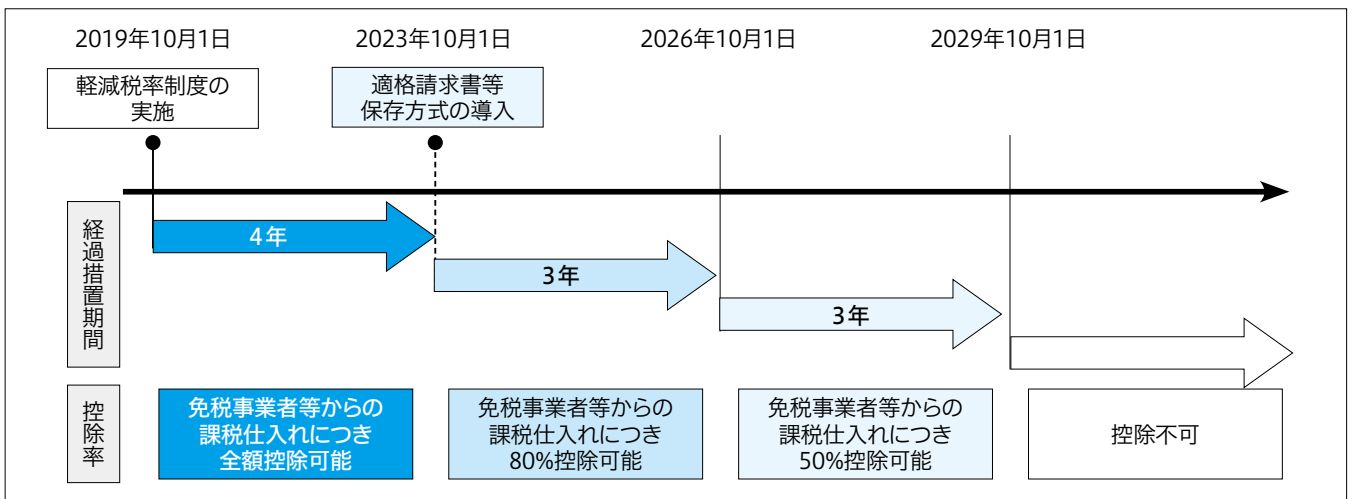 2019年10月1日
2023年10月1日
2026年10月1日
2029年10月1日
軽減税率制度の
実施
適格請求書等
保存方式の導入
経過措置期間
4年
3年
3年
控除率
免税事業者等からの
課税仕入れにつき
全額控除可能
免税事業者等からの
課税仕入れにつき
80%控除可能
免税事業者等からの
課税仕入れにつき
50%控除可能
控除不可